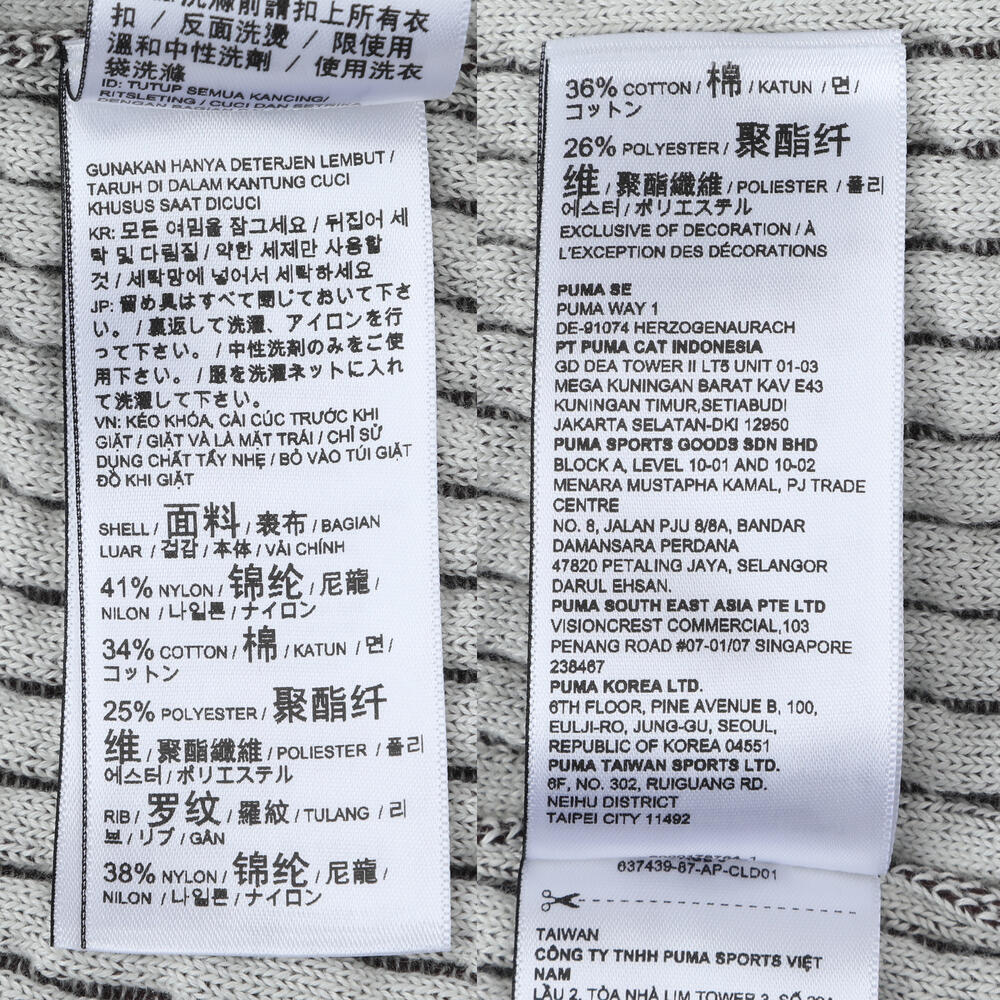 扣 / 反面洗燙 / 限使用
溫和中性洗劑 / 使用洗衣
袋洗滌
ID: TUTUP SEMUA KANCING/
RITSLETING / CUCI DAN SETRIKA
GUNAKAN HANYA DETERJEN LEMBUT /
TARUH DI DALAM KANTUNG CUCI
KHUSUS SAAT DICUCI
KR: 모든 여밈을 잠그세요 / 뒤집어 세
탁 및 다림질 / 약한 세제만 사용할
것 / 세탁망에 넣어서 세탁하세요
JP: 留め具はすべて閉じておいて下さ
い。 / 裏返して洗濯、アイロンを行
って下さい。 / 中性洗剤のみをご使
用下さい。 / 服を洗濯ネットに入れ
て洗濯して下さい。
VN: KÉO KHÓA, CÀI CÚC TRƯỚC KHI
GIẶT / GIẶT VÀ LÀ MẶT TRÁI / CHỈ SỬ
DỤNG CHẤT TẨY NHẸ / BỎ VÀO TÚI GIẶT
ĐỒ KHI GIẶT
SHELL / 面料 / 表布 / BAGIAN
LUAR / 겉감 / 本体 / VẢI CHÍNH
41% NYLON / 锦纶 / 尼龍 /
NILON / 나일론 / ナイロン
34% COTTON / 棉 / KATUN / 면 /
コットン
25% POLYESTER / 聚酯纤
维 / 聚酯纖維 / POLIESTER / 폴리
에스터 / ポリエステル
RIB / 罗纹 / 羅紋 / TULANG / 리
브 / リブ / GÂN
38% NYLON / 锦纶 / 尼龍 /
NILON / 나일론 / ナイロン
36% COTTON / 棉 / KATUN / 면 /
コットン
26% POLYESTER / 聚酯纤
维 / 聚酯纖維 / POLIESTER / 폴리
에스터 / ポリエステル
EXCLUSIVE OF DECORATION / À
L'EXCEPTION DES DÉCORATIONS
PUMA SE
PUMA WAY 1
DE-91074 HERZOGENAURACH
PT PUMA CAT INDONESIA
GD DEA TOWER II LT5 UNIT 01-03
MEGA KUNINGAN BARAT KAV E43
KUNINGAN TIMUR,SETIABUDI
JAKARTA SELATAN-DKI 12950
PUMA SPORTS GOODS SDN BHD
BLOCK A, LEVEL 10-01 AND 10-02
MENARA MUSTAPHA KAMAL, PJ TRADE
CENTRE
NO. 8, JALAN PJU 8/8A, BANDAR
DAMANSARA PERDANA
47820 PETALING JAYA, SELANGOR
DARUL EHSAN.
PUMA SOUTH EAST ASIA PTE LTD
VISIONCREST COMMERCIAL,103
PENANG ROAD #07-01/07 SINGAPORE
238467
PUMA KOREA LTD.
6TH FLOOR, PINE AVENUE B, 100,
EULJI-RO, JUNG-GU, SEOUL,
REPUBLIC OF KOREA 04551
PUMA TAIWAN SPORTS LTD.
6F, NO. 302, RUIGUANG RD.
NEIHU DISTRICT
TAIPEI CITY 11492
637439-87-AP-CLD01
TAIWAN
CÔNG TY TNHH PUMA SPORTS VIỆT
NAM
LẦU 2, TÒA NHÀ LIM TOWER 3, SỐ